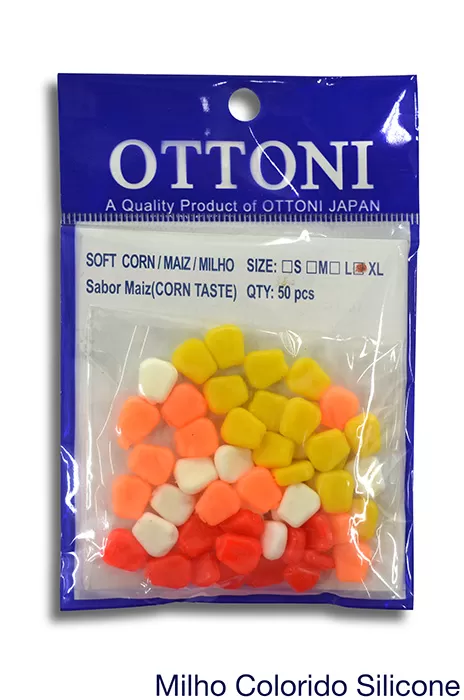 OTTONI
A Quality Product of OTTONI JAPAN
SOFT CORN / MAIZ / MILHO SIZE: □S □M □L □XL
Sabor Maiz(CORN TASTE) QTY: 50 pcs
Milho Colorido Silicone